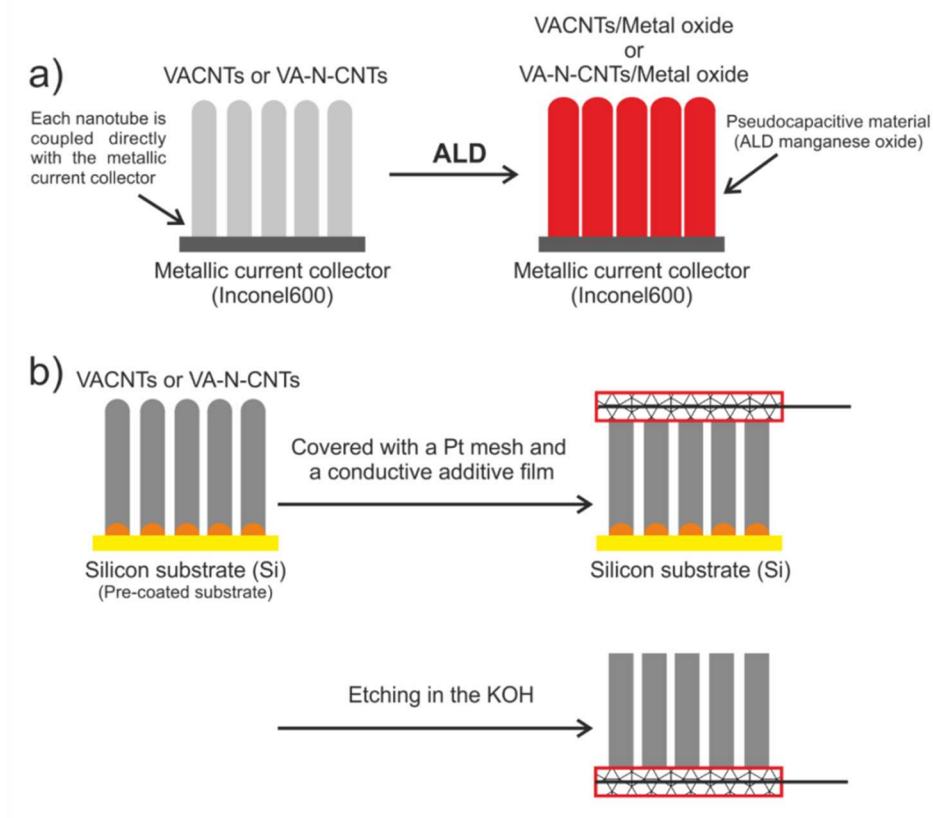 a)
VACNTs or VA-N-CNTs
Each nanotube is
coupled directly
with the metallic
current collector
Metallic current collector
(Inconel600)
ALD
VACNTs/Metal oxide
or
VA-N-CNTs/Metal oxide
Pseudocapacitive material
(ALD manganese oxide)
Metallic current collector
(Inconel600)
b)
VACNTs or VA-N-CNTs
Silicon substrate (Si)
(Pre-coated substrate)
Covered with a Pt mesh and
a conductive additive film
Silicon substrate (Si)
Etching in the KOH